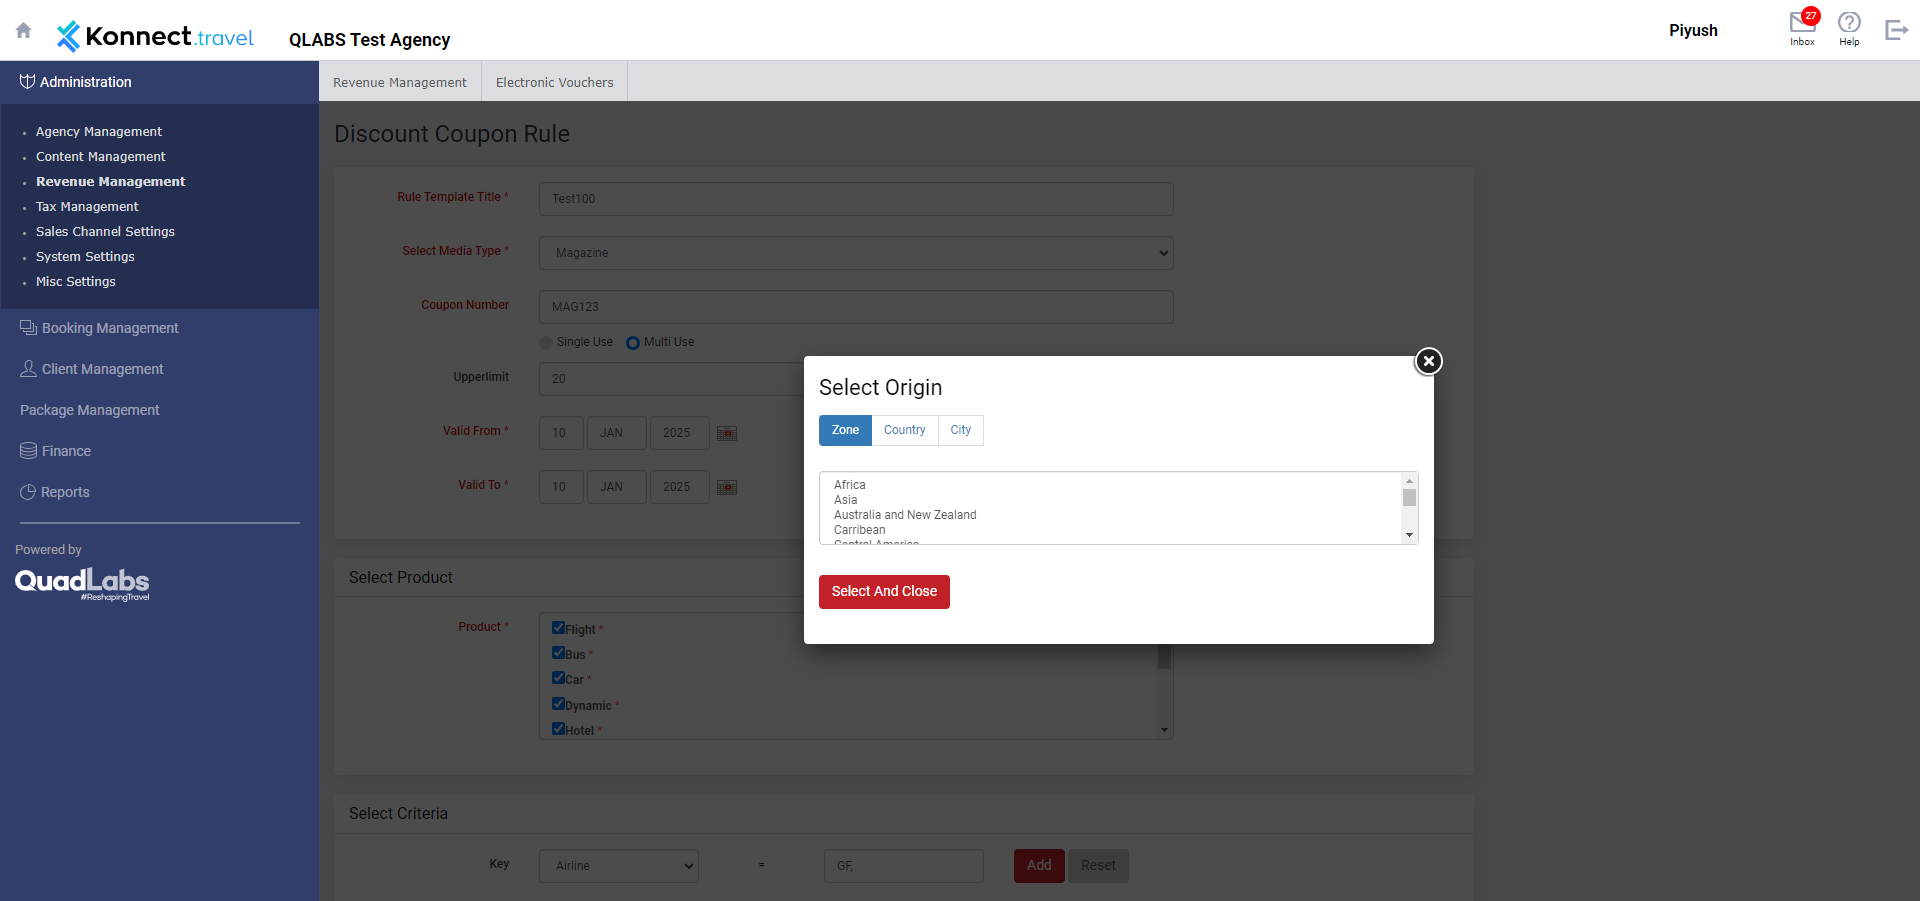 Konnect.travel
QLABS Test Agency
Piyush
27
Inbox
Help
Administration
Agency Management
Content Management
Revenue Management
Tax Management
Sales Channel Settings
System Settings
Misc Settings
Booking Management
Client Management
Package Management
Finance
Reports
Powered by
QuadLabs
#ReshapingTravel
Revenue Management
Electronic Vouchers
Discount Coupon Rule
Rule Template Title *
Test100
Select Media Type *
Magazine
Coupon Number
MAG123
Single Use
Multi Use
Upperlimit
20
Valid From *
10
JAN
2025
Valid To *
10
JAN
2025
Select Origin
Zone
Country
City
Africa
Asia
Australia and New Zealand
Carribean
Central America
Select And Close
Select Product
Product *
Flight *
Bus *
Car *
Dynamic *
Hotel *
Select Criteria
Key
Airline
=
GF,
Add
Reset